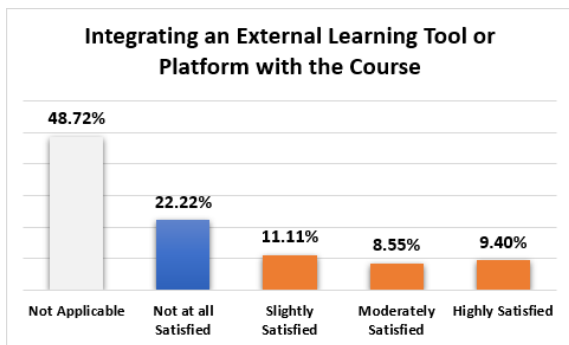 Integrating an External Learning Tool or
Platform with the Course
48.72%
22.22%
11.11%
8.55%
9.40%
Not Applicable
Not at all
Satisfied
Slightly
Satisfied
Moderately
Satisfied
Highly Satisfied